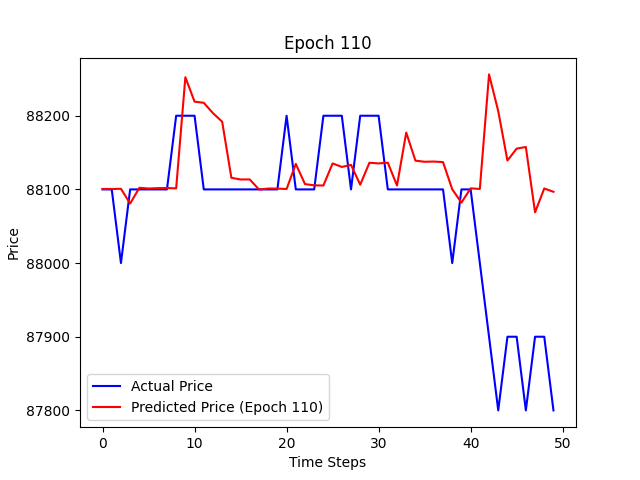 Epoch 110
Price
88200
88100
88000
87900
87800
Actual Price
Predicted Price (Epoch 110)
0 10 20 30 40 50
Time Steps